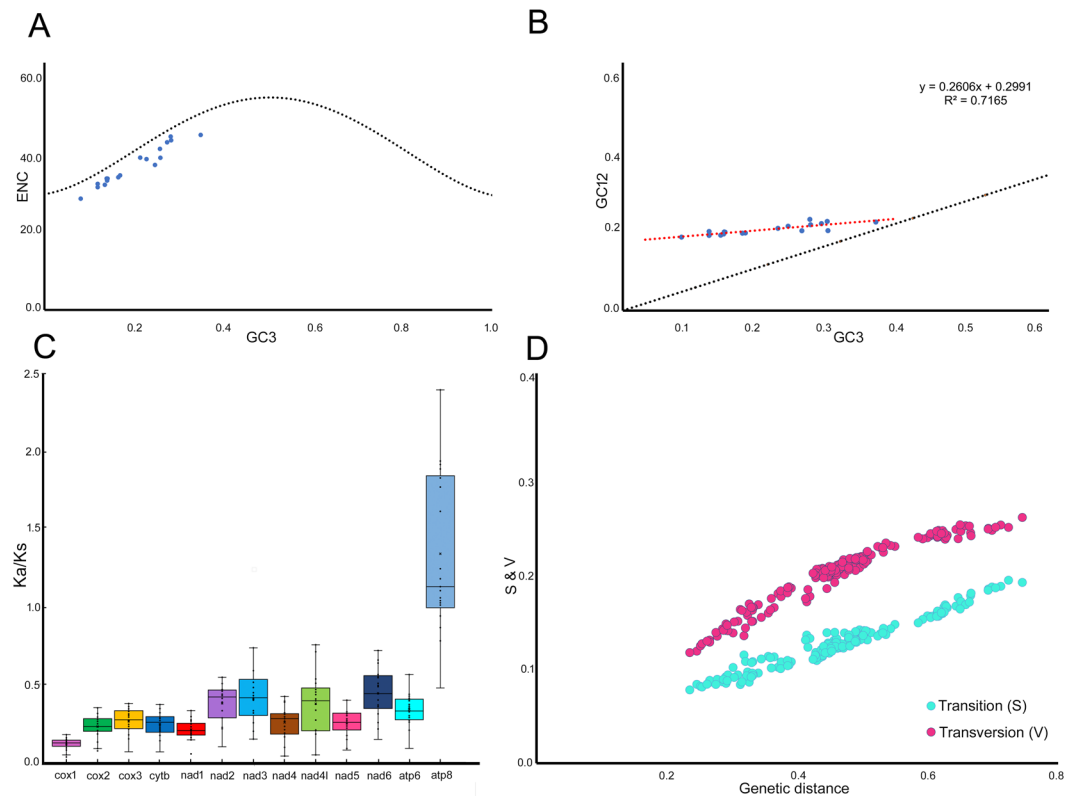 A
60.0
40.0
20.0
0.0
ENC
0.2
0.4
0.6
0.8
1.0
GC3
B
0.6
0.4
0.2
0.0
GC12
y = 0.2606x + 0.2991
R² = 0.7165
0.1
0.2
0.3
0.4
0.5
0.6
GC3
C
2.5
2.0
1.5
1.0
0.5
0.0
Ka/Ks
cox1 cox2 cox3 cytb nad1 nad2 nad3 nad4 nad4l nad5 nad6 atp6 atp8
D
0.4
0.3
0.2
0.1
0
S & V
Transition (S)
Transversion (V)
0.2
0.4
0.6
0.8
Genetic distance